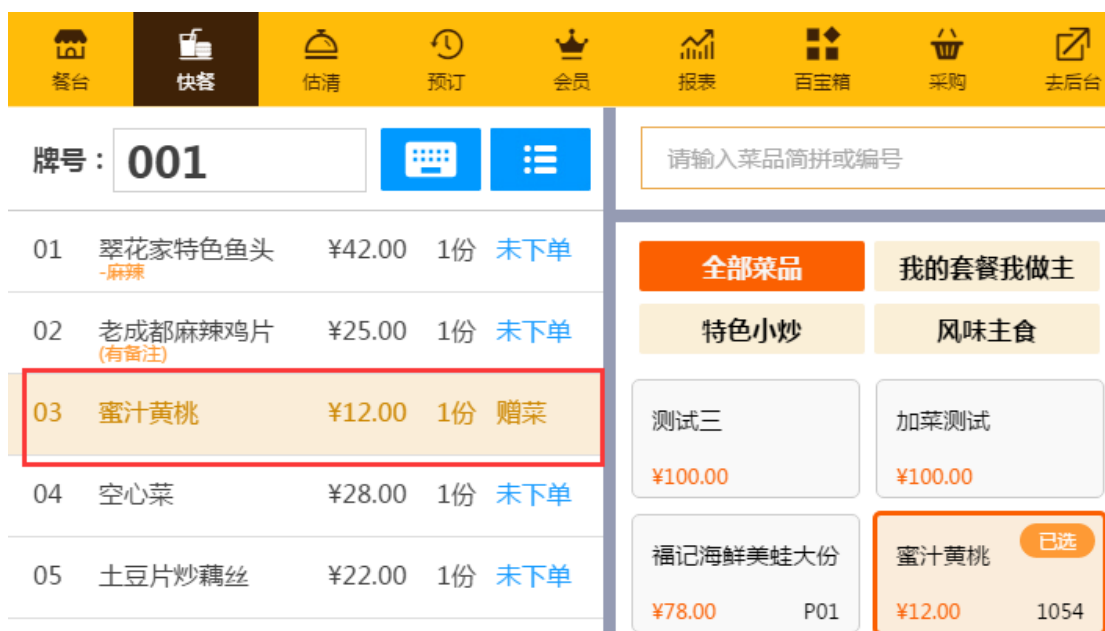 餐台 快餐 估清 预订 会员 报表 百宝箱 采购 去后台
牌号： 001
请输入菜品简拼或编号
01 翠花家特色鱼头 ¥42.00 1份 未下单
-麻辣
02 老成都麻辣鸡片 ¥25.00 1份 未下单
(有备注)
03 蜜汁黄桃 ¥12.00 1份 赠菜
04 空心菜 ¥28.00 1份 未下单
05 土豆片炒藕丝 ¥22.00 1份 未下单
全部菜品 我的套餐我做主
特色小炒 风味主食
测试三 加菜测试
¥100.00 ¥100.00
已选
福记海鲜美蛙大份 蜜汁黄桃
¥78.00 P01 ¥12.00 1054